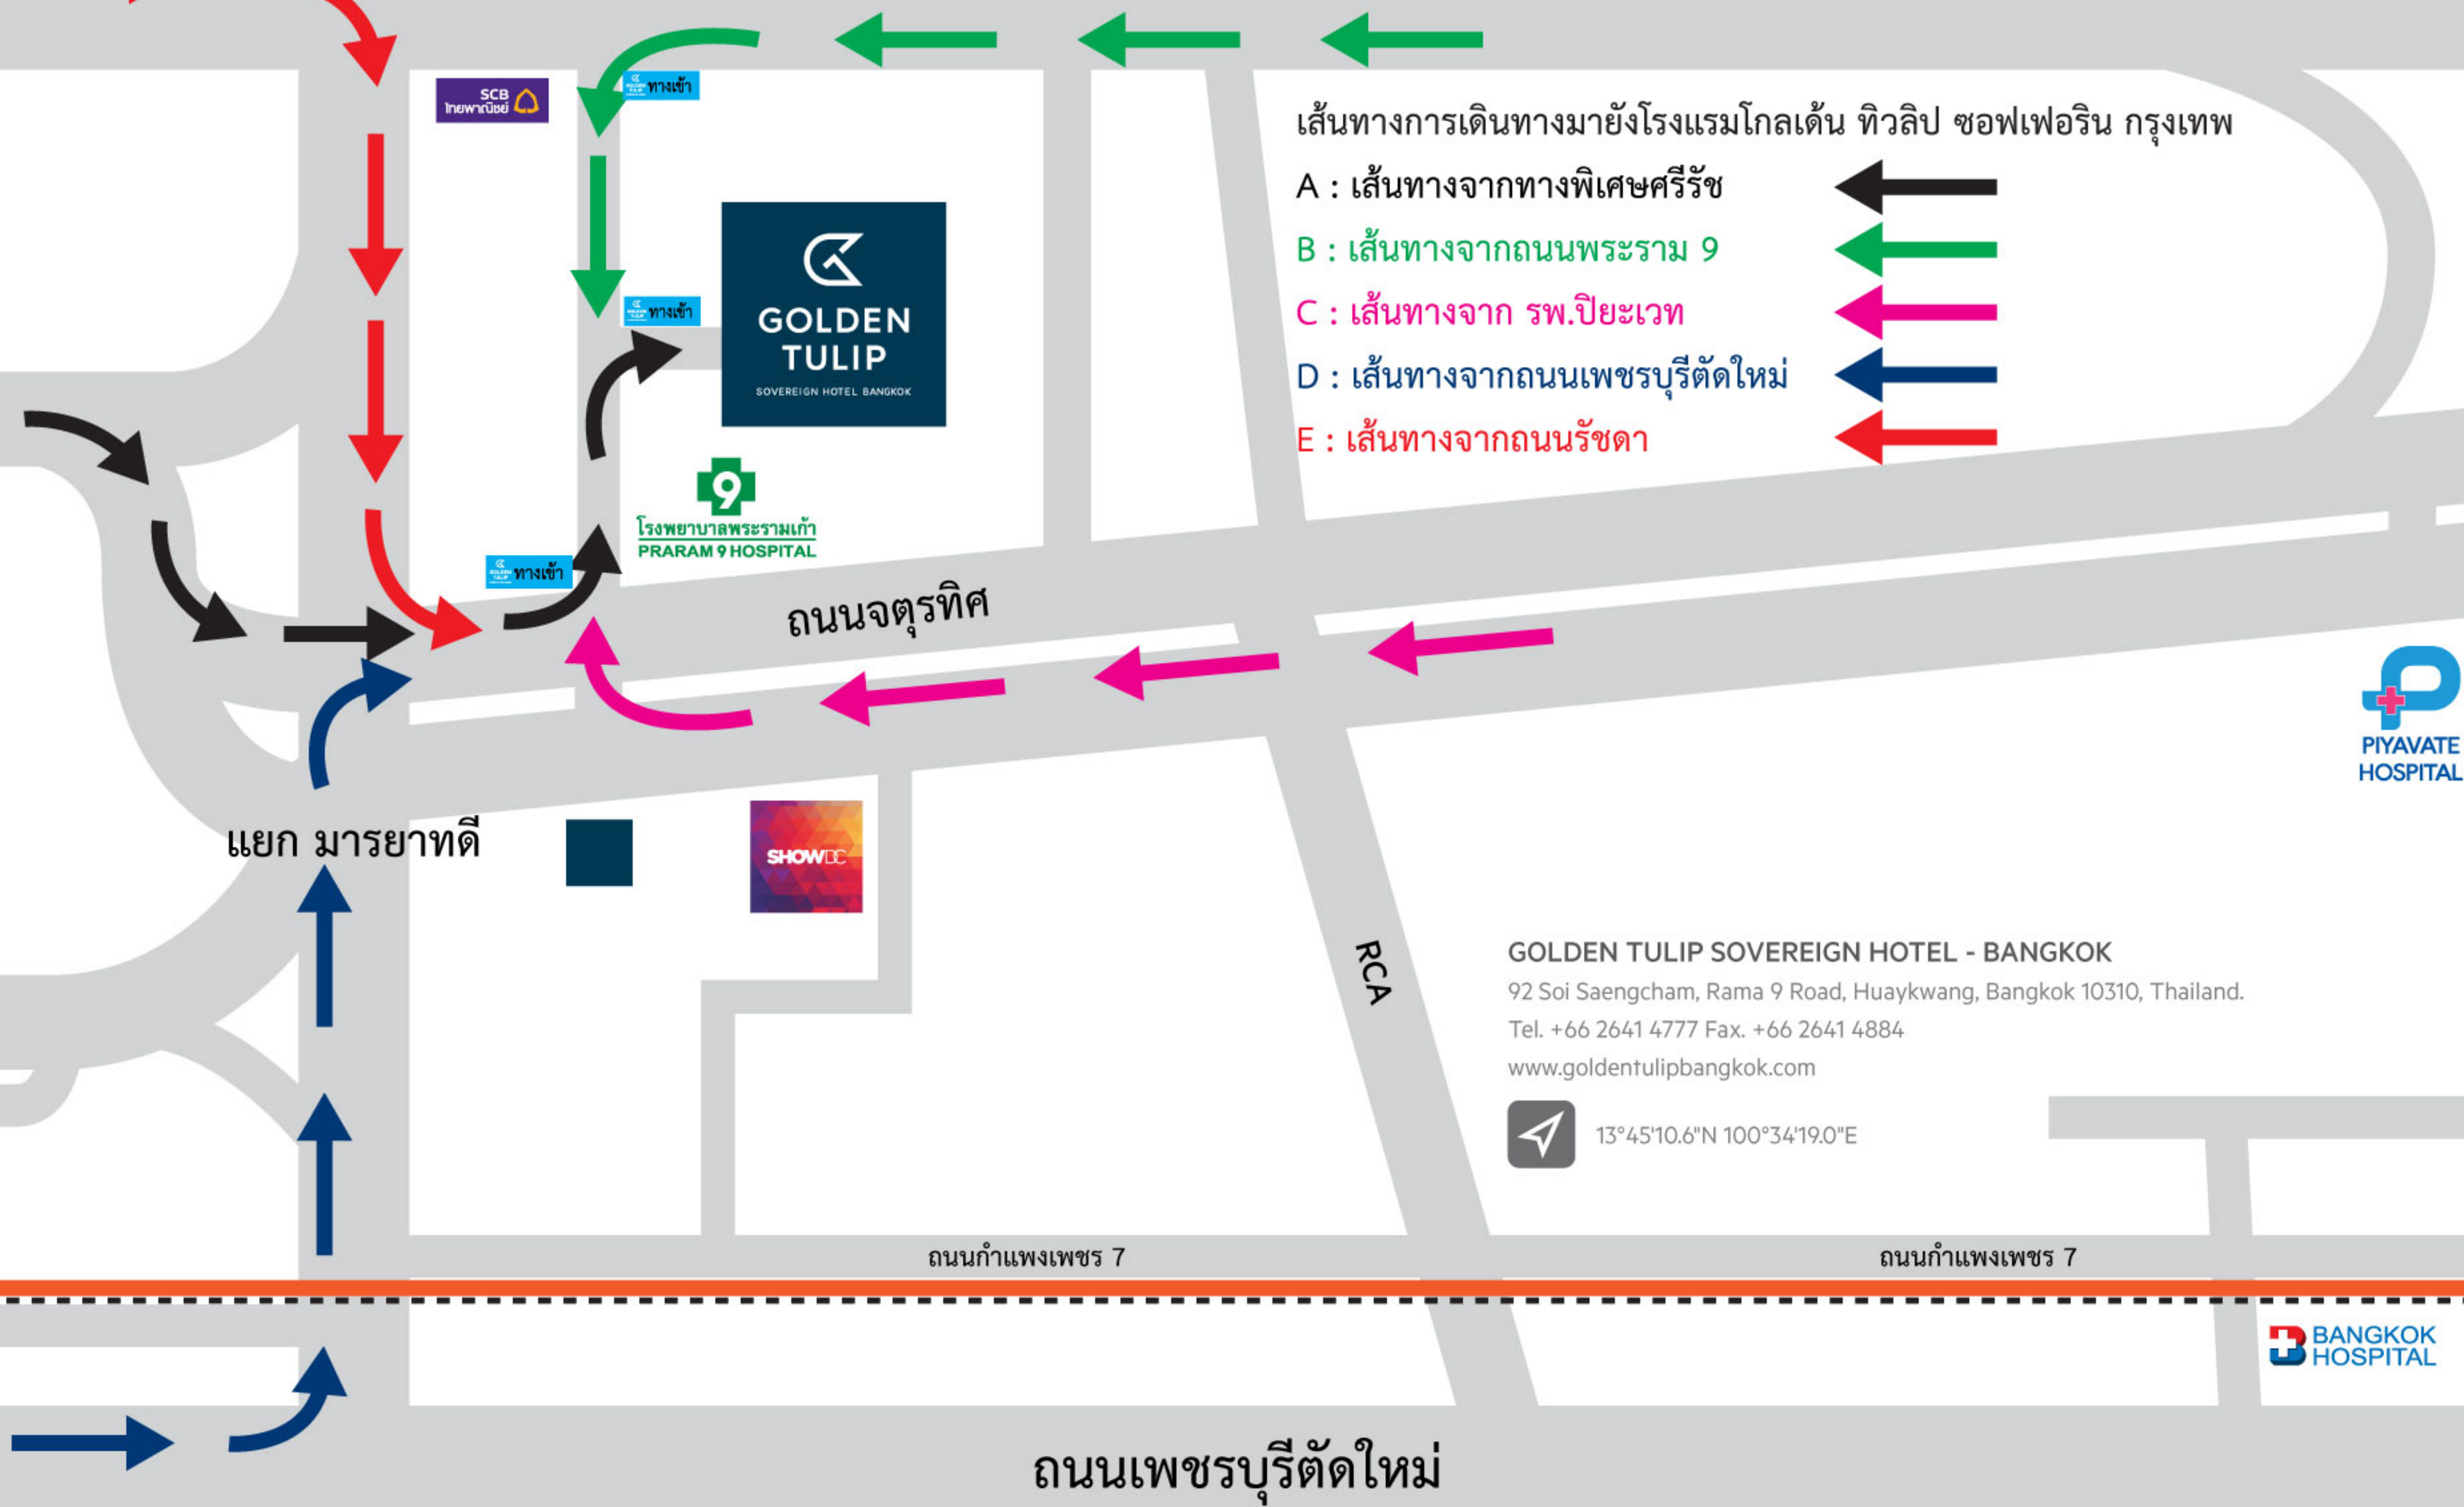 SCB
ไทยพาณิชย์
ทางเข้า
เส้นทางการเดินทางมายังโรงแรมโกลเด้น ทิวลิป ซอฟเฟอริน กรุงเทพ
A : เส้นทางจากทางพิเศษศรีรัช
B : เส้นทางจากถนนพระราม 9
C : เส้นทางจาก รพ.ปิยะเวท
D : เส้นทางจากถนนเพชรบุรีตัดใหม่
E : เส้นทางจากถนนรัชดา
ทางเข้า
GOLDEN
TULIP
SOVEREIGN HOTEL BANGKOK
9
โรงพยาบาลพระรามเก้า
PRARAM 9 HOSPITAL
ทางเข้า
ถนนจตุรทิศ
PIYAVATE
HOSPITAL
แยก มารยาทดี
SHOWDC
RCA
GOLDEN TULIP SOVEREIGN HOTEL - BANGKOK
92 Soi Saengcham, Rama 9 Road, Huaykwang, Bangkok 10310, Thailand.
Tel. +66 2641 4777 Fax. +66 2641 4884
www.goldentulipbangkok.com
13°45'10.6"N 100°34'19.0"E
ถนนกำแพงเพชร 7
ถนนกำแพงเพชร 7
BANGKOK
HOSPITAL
ถนนเพชรบุรีตัดใหม่